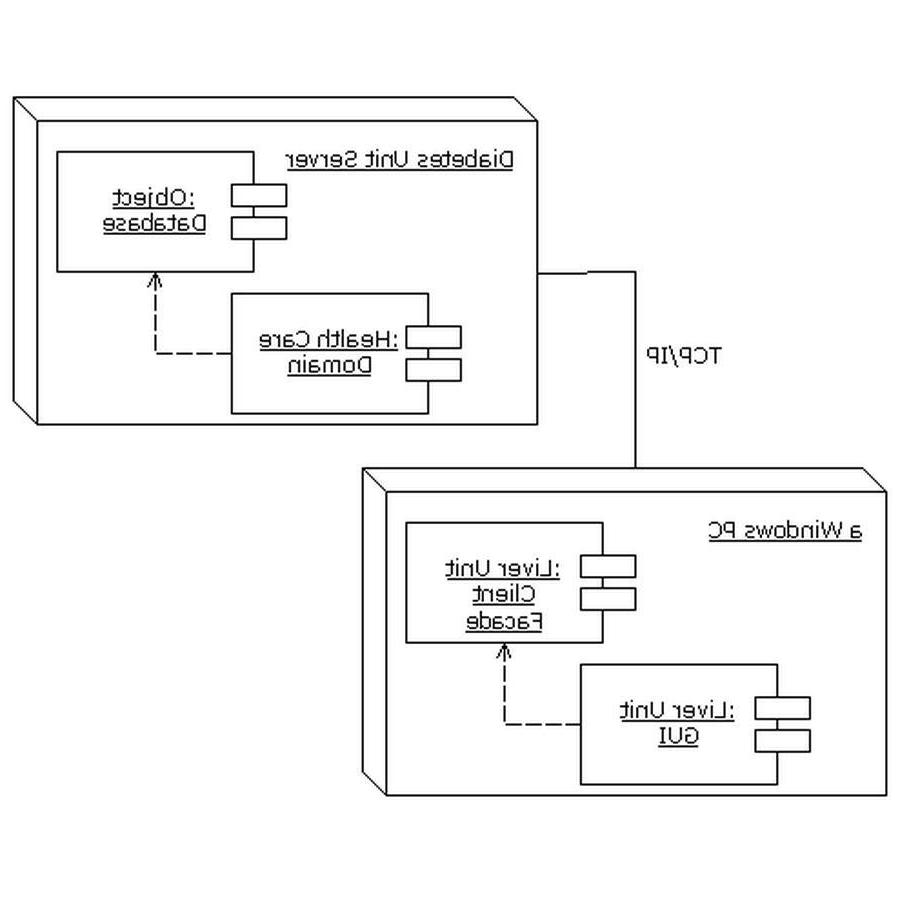 Diabetes Unit Server
:Object
Database
:Health Care
Domain
TCP/IP
a Windows PC
:Liver Unit
Client
Facade
:Liver Unit
GUI